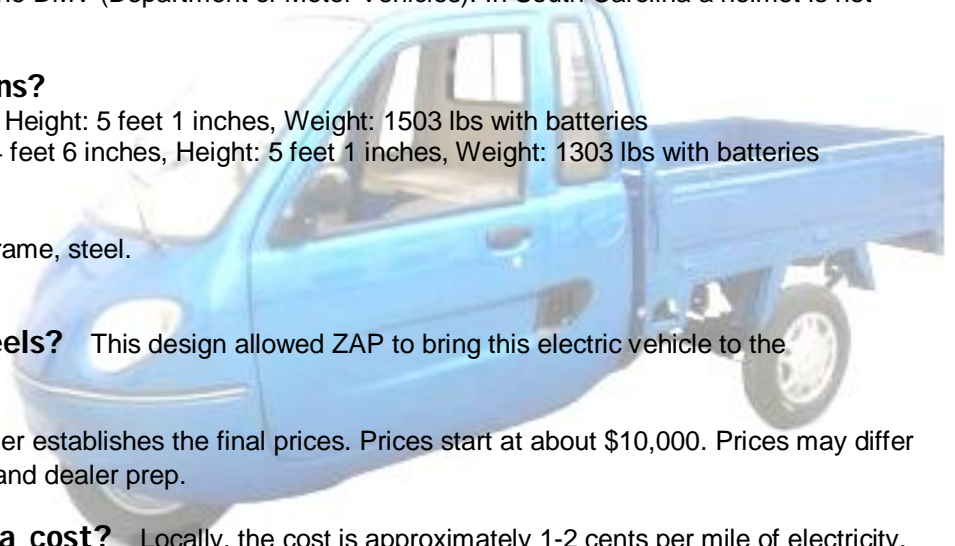 DMV (Department of Motor Vehicles). In South Carolina a helmet is not
ns?
Height: 5 feet 1 inches, Weight: 1503 lbs with batteries
feet 6 inches, Height: 5 feet 1 inches, Weight: 1303 lbs with batteries
rame, steel.
eels? This design allowed ZAP to bring this electric vehicle to the
er establishes the final prices. Prices start at about $10,000. Prices may differ
and dealer prep.
a cost? Locally, the cost is approximately 1-2 cents per mile of electricity.